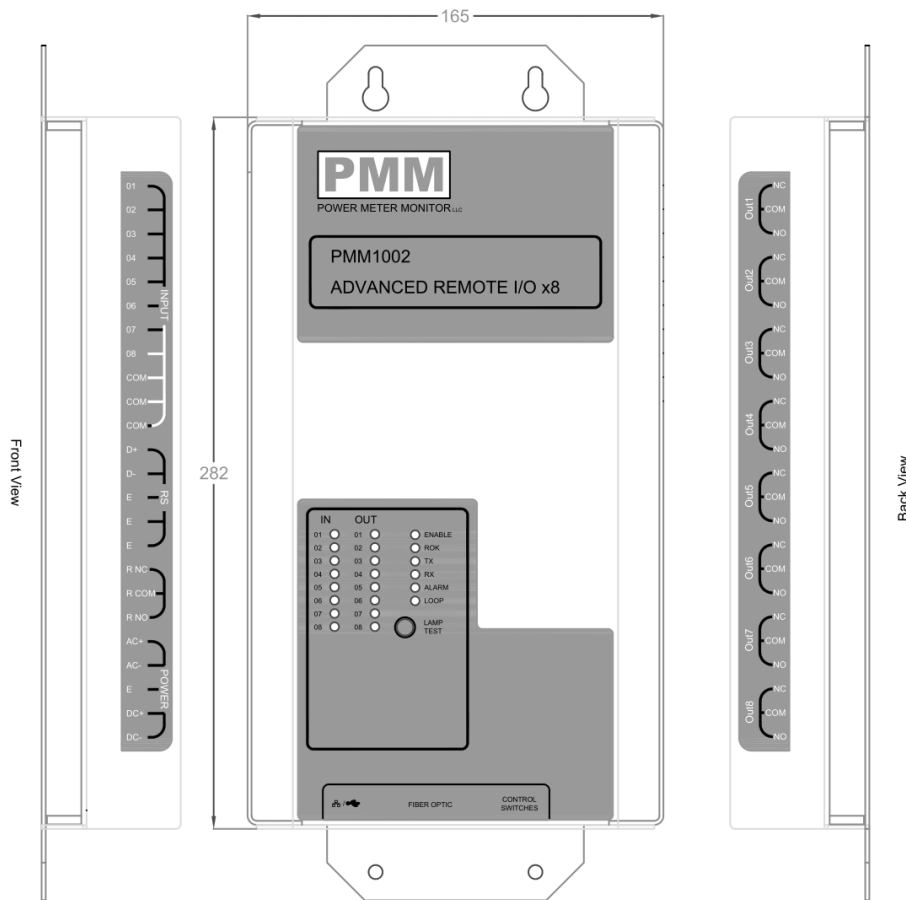 165
282
Front View
01
02
03
04
05
06
07
08
COM
COM
COM
INPUT
D+
D-
E
E
E
RS
R NC
R COM
R NO
AC+
AC-
E
DC+
DC-
POWER
PMM
POWER METER MONITOR LLC
PMM1002
ADVANCED REMOTE I/O x8
IN OUT
01 01 ENABLE
02 02 ROK
03 03 TX
04 04 RX
05 05 ALARM
06 06 LOOP
07 07
08 08
LAMP
TEST
/
FIBER OPTIC
CONTROL
SWITCHES
Out1
NC
COM
NO
Out2
NC
COM
NO
Out3
NC
COM
NO
Out4
NC
COM
NO
Out5
NC
COM
NO
Out6
NC
COM
NO
Out7
NC
COM
NO
Out8
NC
COM
NO
Back View